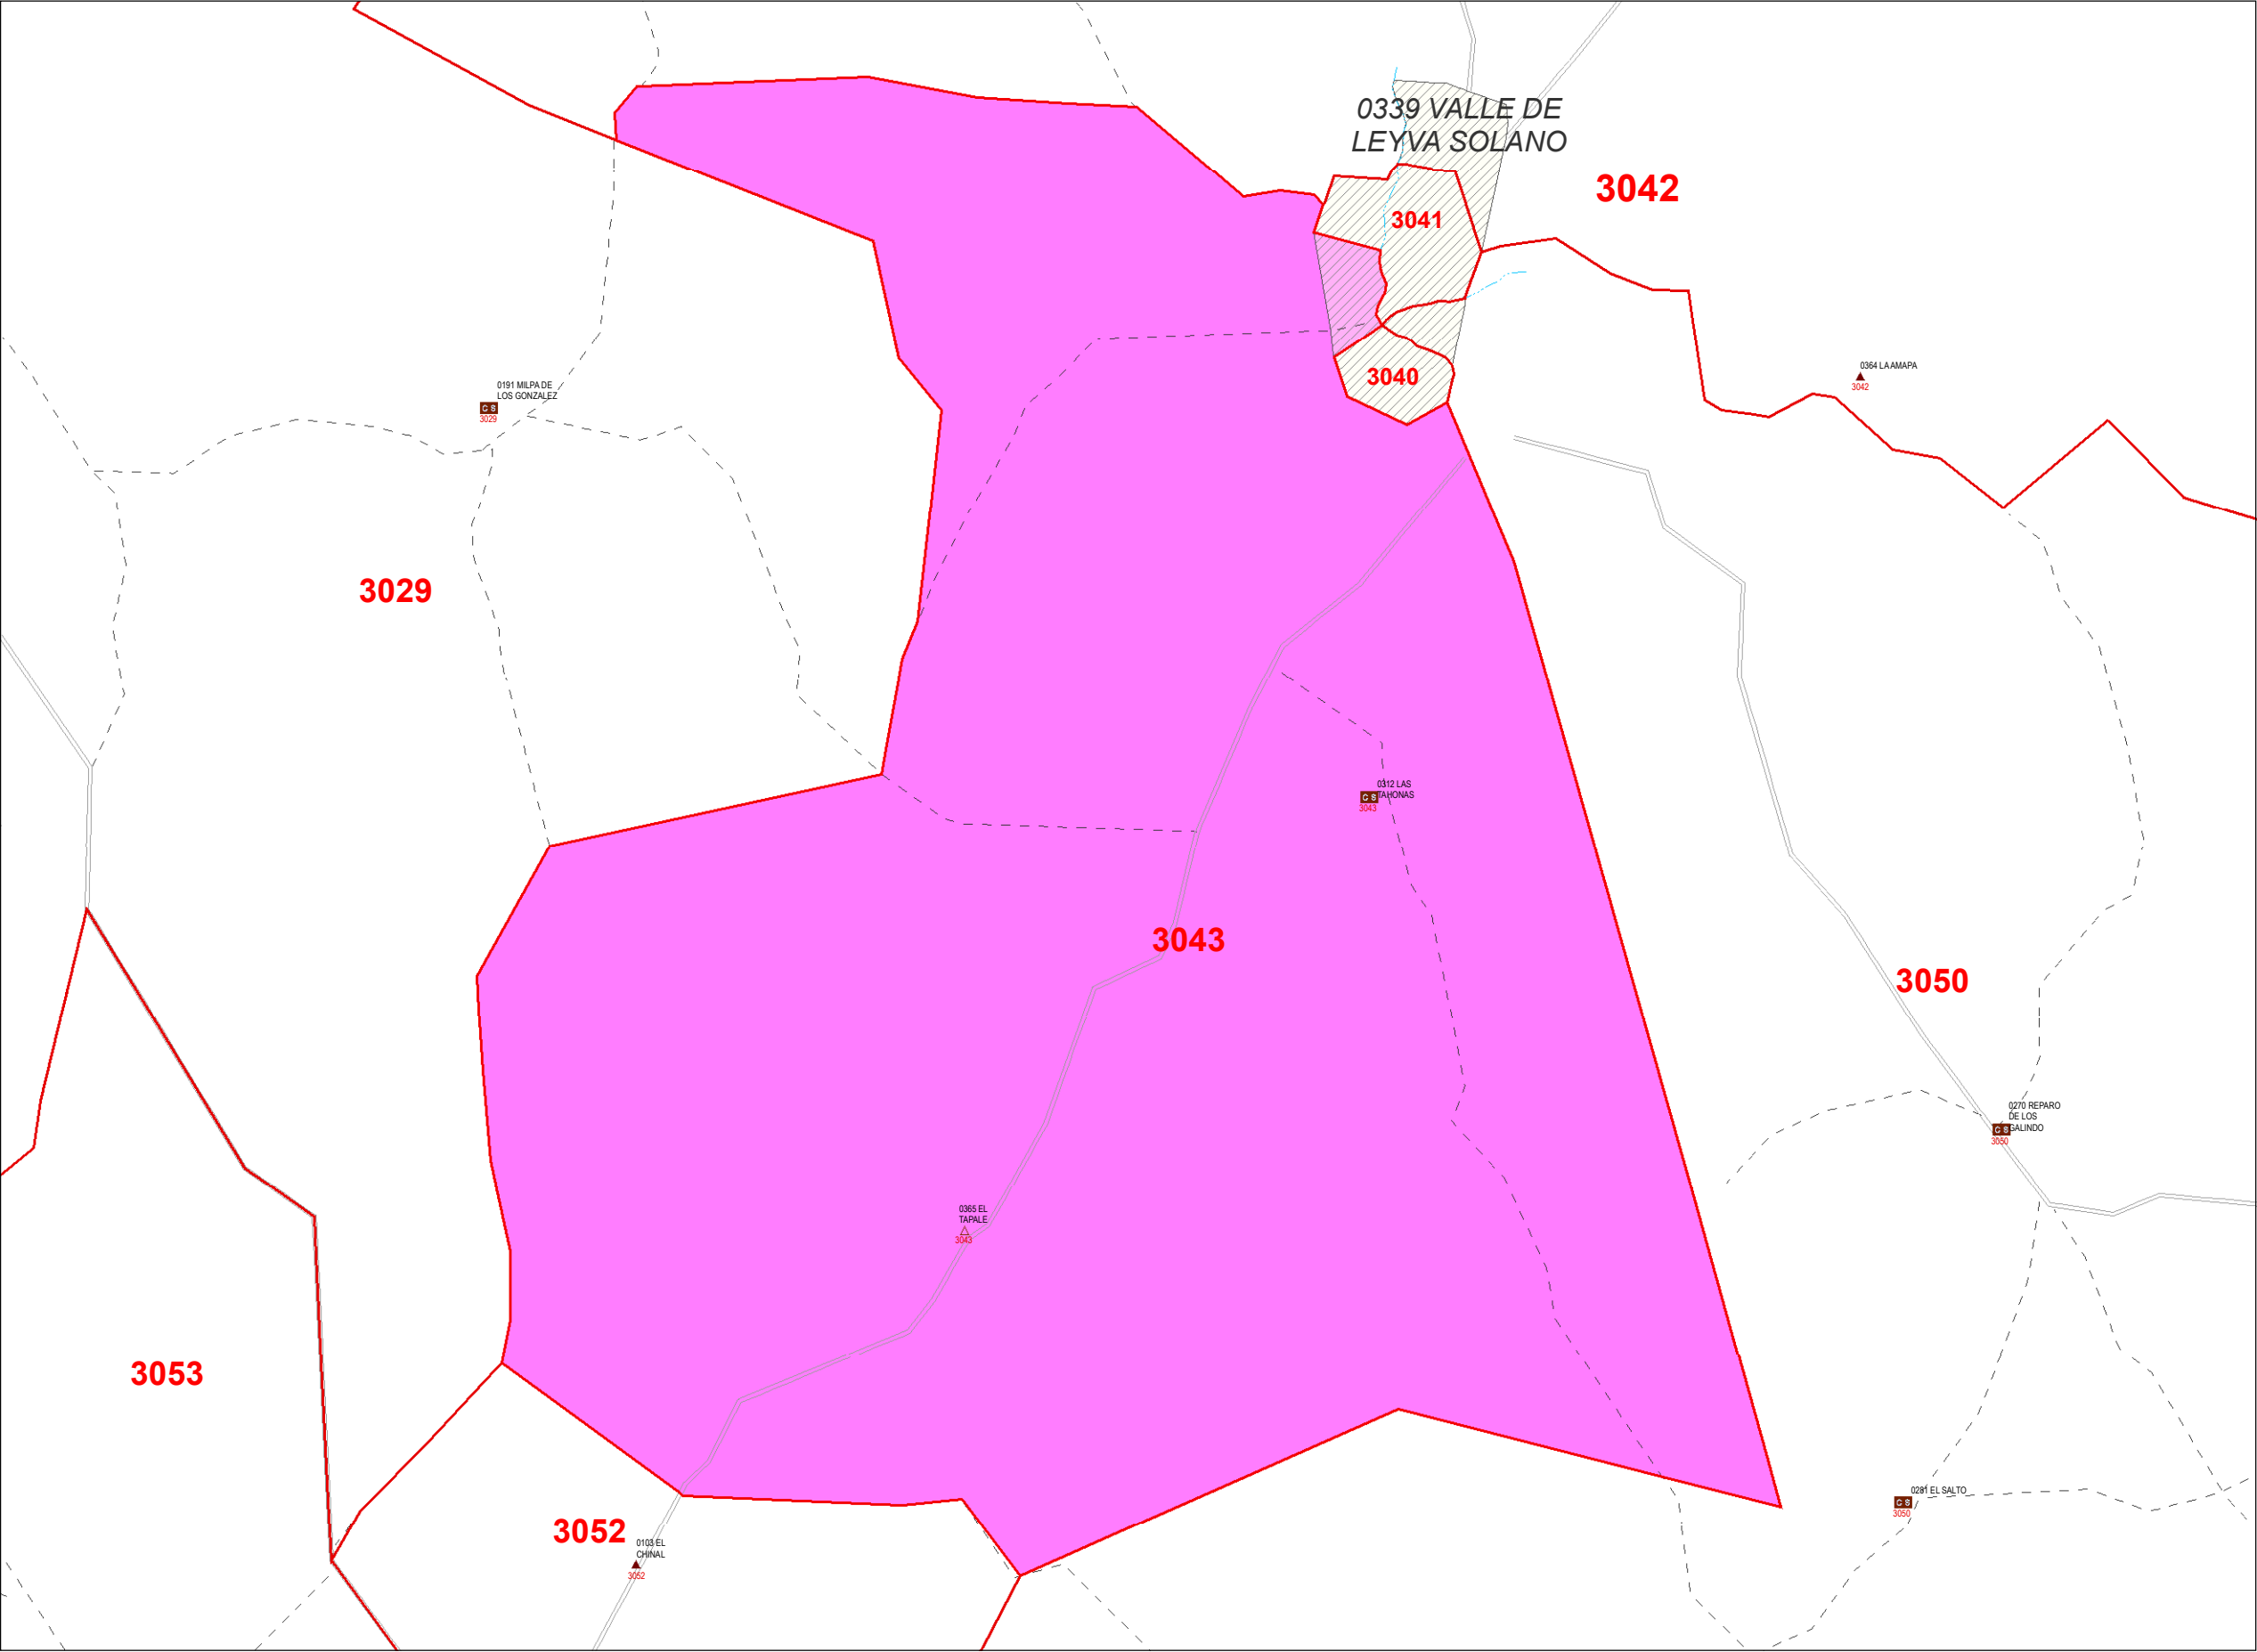 0339 VALLE DE
LEYVA SOLANO
3042
3041
3040
0364 LA AMAPA
3042
0191 MILPA DE
LOS GONZALEZ
C S
3029
3029
0312 LAS
C S TAHONAS
3043
3043
3050
0270 REPARO
DE LOS
C S GALINDO
3050
0365 EL
TAPALE
3043
3053
3052
0103 EL
CHINAL
3052
0281 EL SALTO
C S
3050